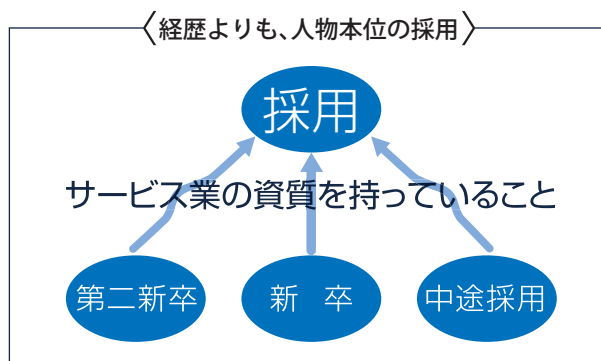 〈経歴よりも、人物本位の採用〉
採用
サービス業の資質を持っていること
第二新卒
新 卒
中途採用